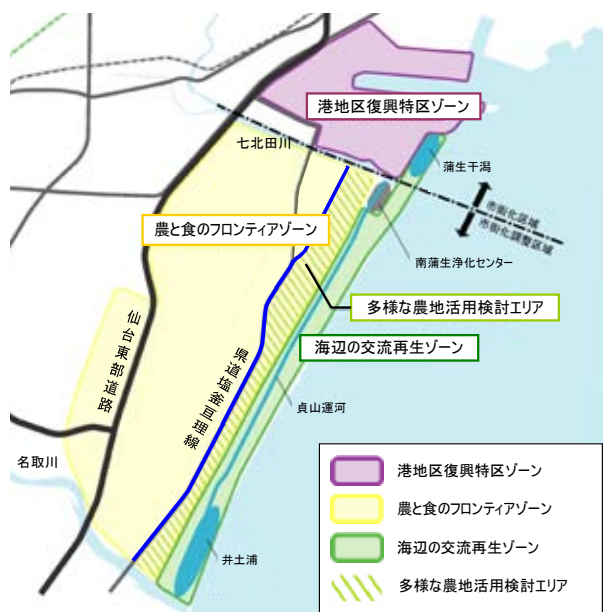 港地区復興特区ゾーン
七北田川
蒲生干潟
市街化区域
市街化調整区域
農と食のフロンティアゾーン
南蒲生浄化センター
多様な農地活用検討エリア
海辺の交流再生ゾーン
仙台東部道路
県道塩釜亘理線
貞山運河
名取川
井土浦
港地区復興特区ゾーン
農と食のフロンティアゾーン
海辺の交流再生ゾーン
多様な農地活用検討エリア